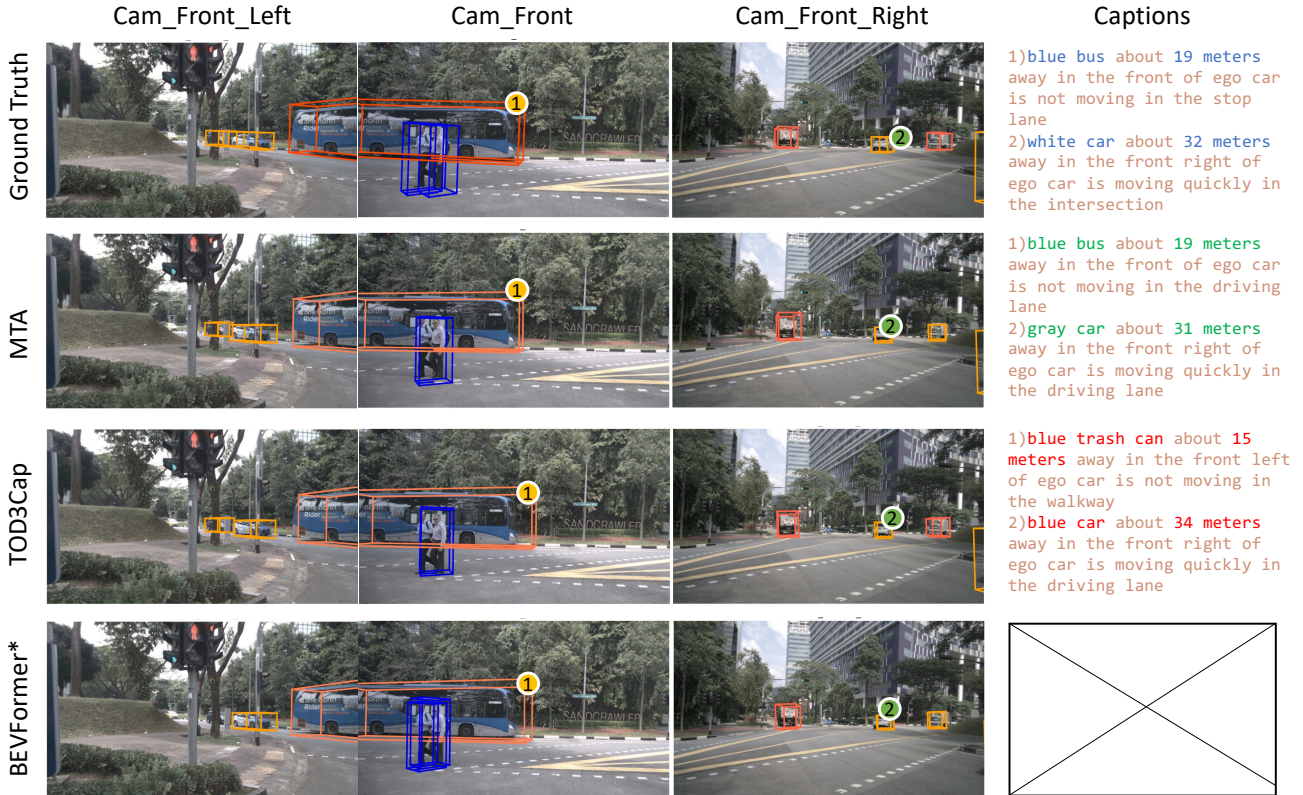 Cam_Front_Left
Cam_Front
Cam_Front_Right
Captions
Ground Truth
1
SANDCRAWLER
2
1)blue bus about 19 meters
away in the front of ego car
is not moving in the stop
lane
2)white car about 32 meters
away in the front right of
ego car is moving quickly in
the intersection
MTA
1
2
1)blue bus about 19 meters
away in the front of ego car
is not moving in the driving
lane
2)gray car about 31 meters
away in the front right of
ego car is moving quickly in
the driving lane
TOD3Cap
Rider
1
SANDCRAWLER
2
1)blue trash can about 15
meters away in the front left
of ego car is not moving in
the walkway
2)blue car about 34 meters
away in the front right of
ego car is moving quickly in
the driving lane
BEVFormer*
Rider
1
SANDCRAWLER
2